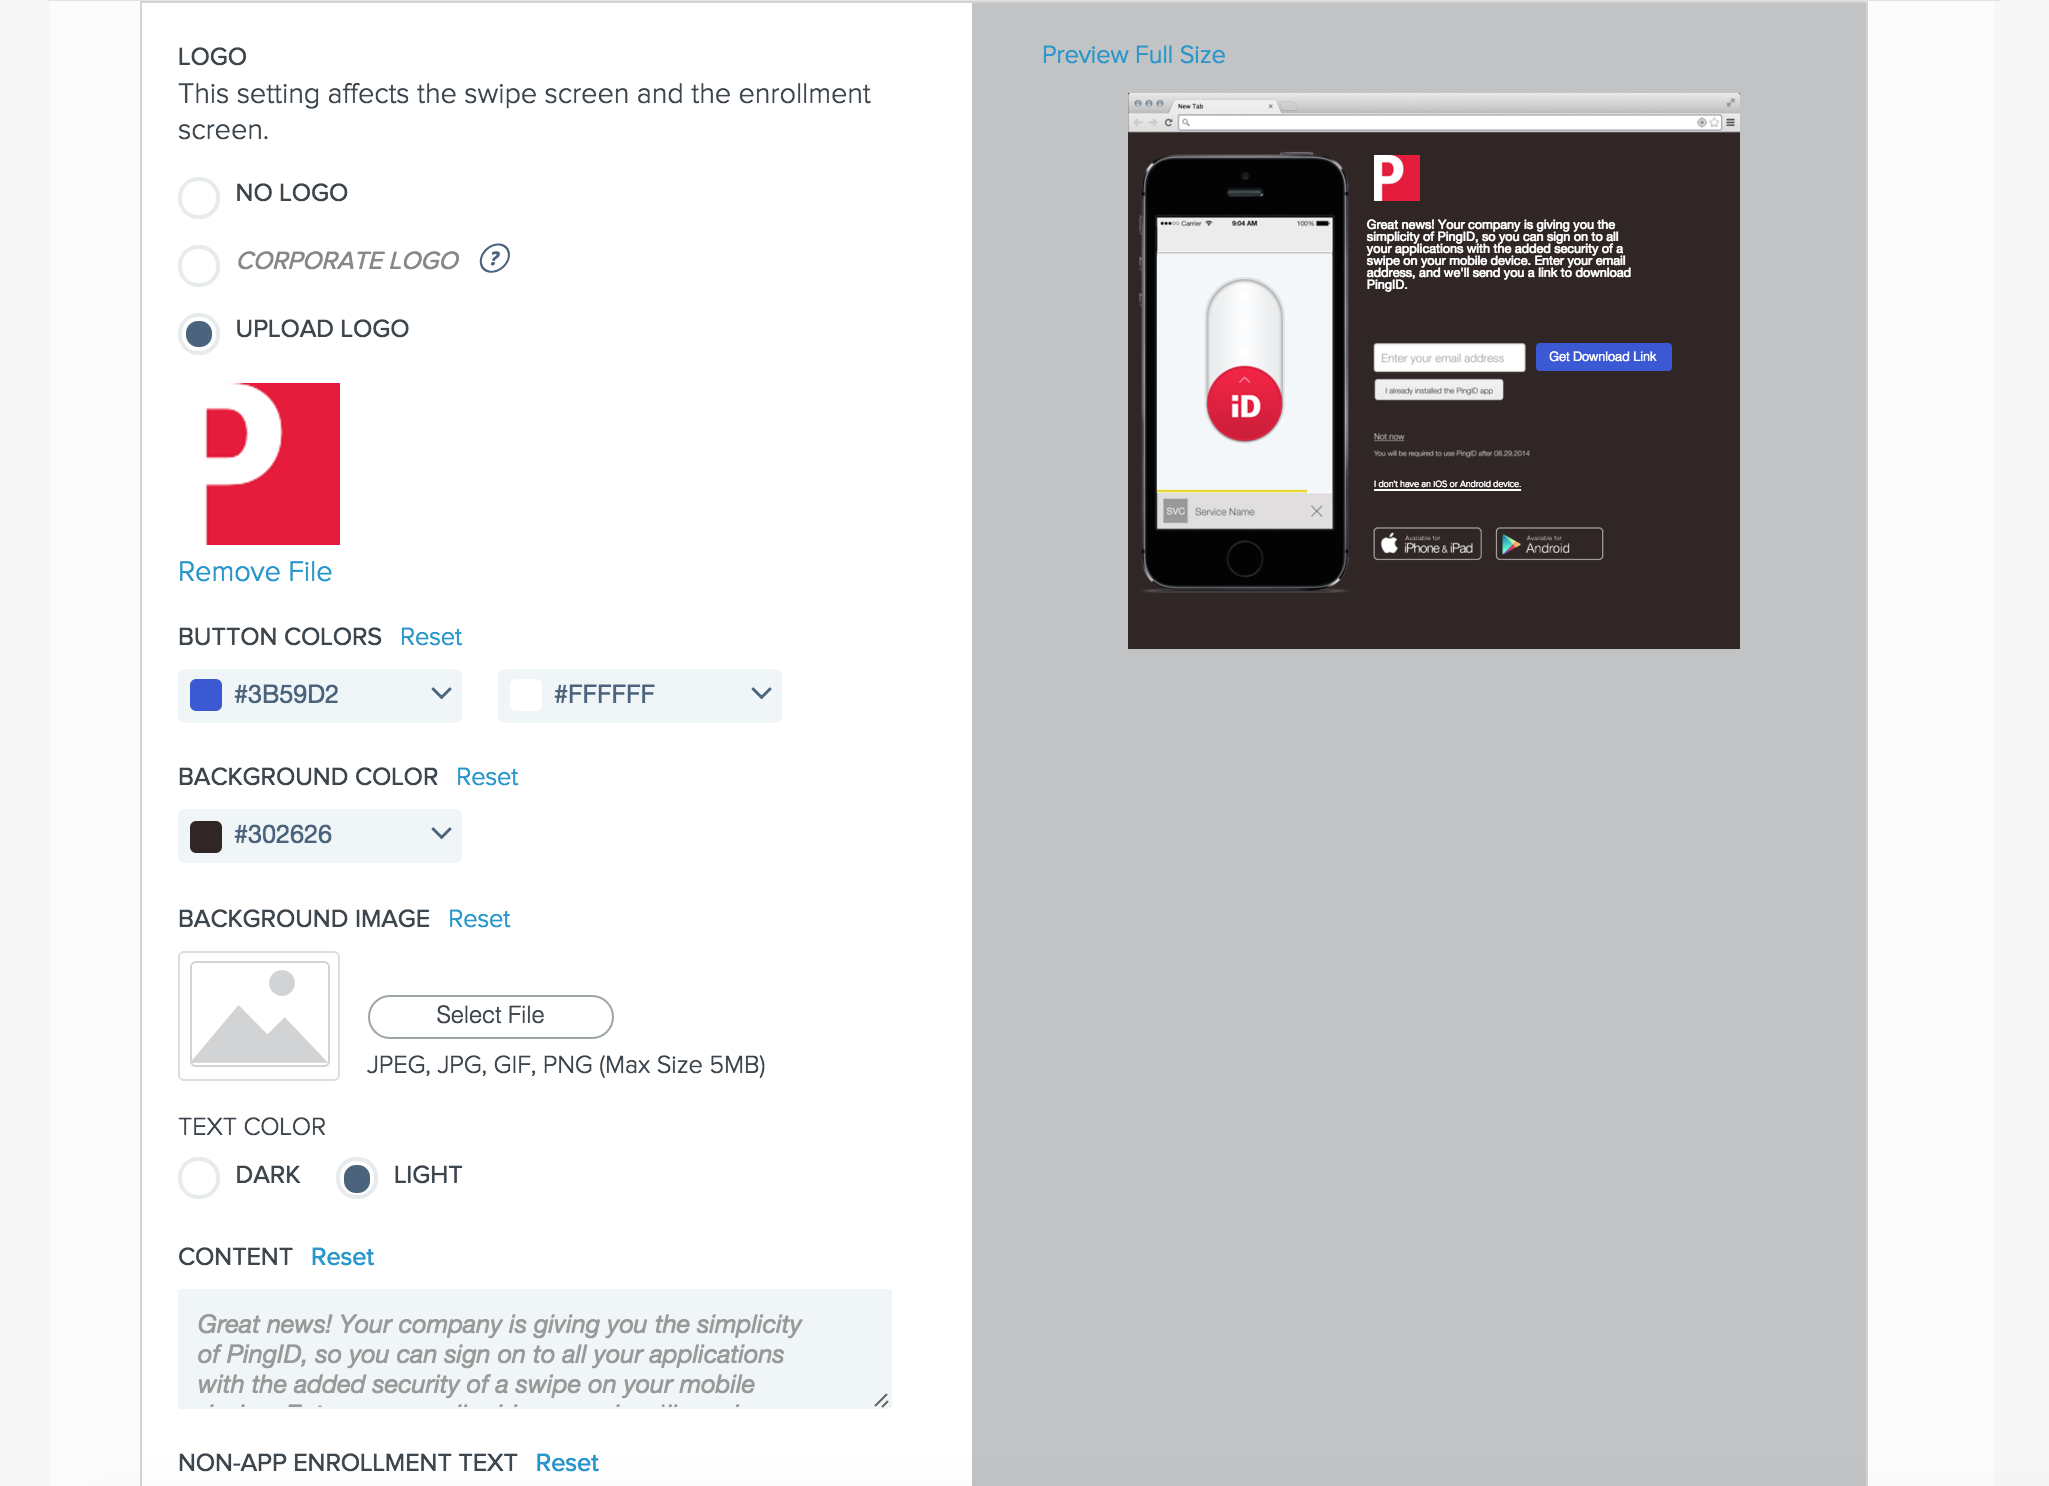 LOGO
This setting affects the swipe screen and the enrollment
screen.
NO LOGO
CORPORATE LOGO ?
UPLOAD LOGO
P
Remove File
BUTTON COLORS Reset
#3B59D2 #FFFFFF
BACKGROUND COLOR Reset
#302626
BACKGROUND IMAGE Reset
Select File
JPEG, JPG, GIF, PNG (Max Size 5MB)
TEXT COLOR
DARK LIGHT
CONTENT Reset
Great news! Your company is giving you the simplicity
of PingID, so you can sign on to all your applications
with the added security of a swipe on your mobile
NON-APP ENROLLMENT TEXT Reset
Preview Full Size
New Tab
Carrier 9:04 AM 100%
iD
SVC Service Name
P
Great news! Your company is giving you the
simplicity of PingID, so you can sign on to all
your applications with the added security of a
swipe on your mobile device. Enter your email
address, and we'll send you a link to download
PingID.
Enter your email address Get Download Link
I already installed the PingID app
Not now
You will be required to use PingID after 08.29.2014
I don't have an iOS or Android device.
Available for
iPhone & iPad
Available for
Android